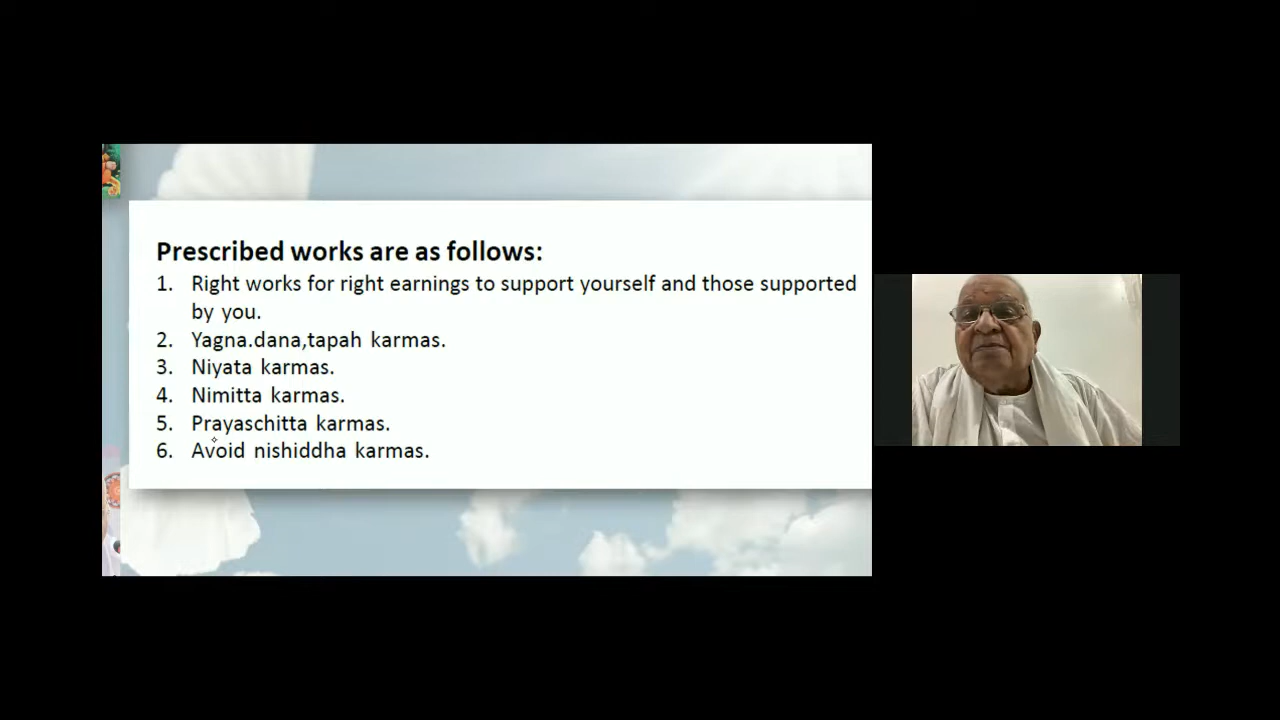 Prescribed works are as follows:
1. Right works for right earnings to support yourself and those supported
by you.
2. Yagna.dana,tapah karmas.
3. Niyata karmas.
4. Nimitta karmas.
5. Prayaschitta karmas.
6. Avoid nishiddha karmas.